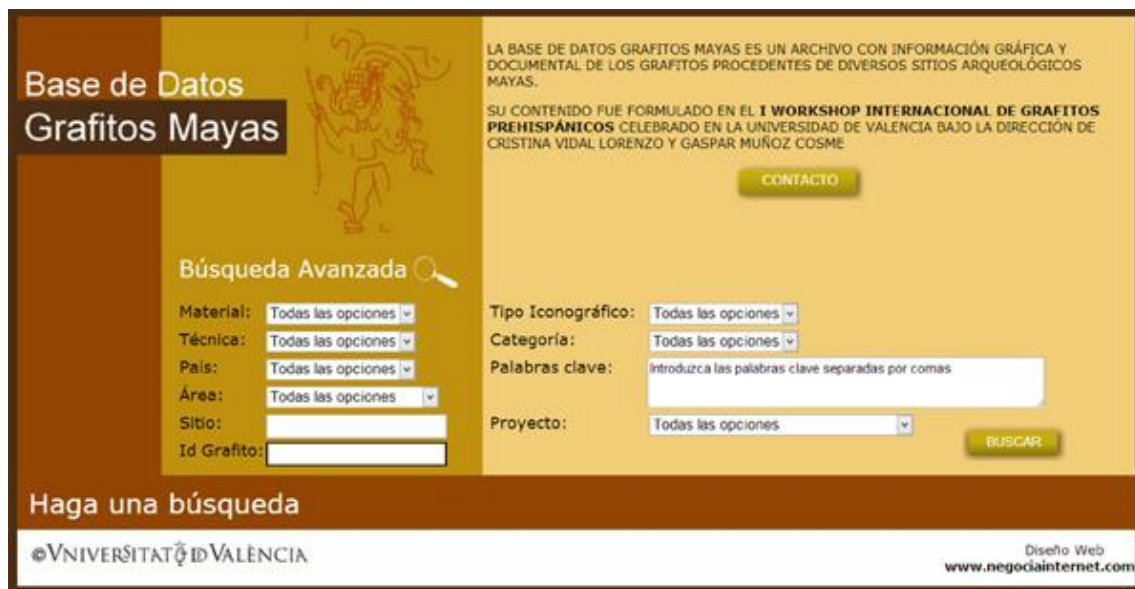 Base de Datos
Grafitos Mayas
LA BASE DE DATOS GRAFITOS MAYAS ES UN ARCHIVO CON INFORMACIÓN GRÁFICA Y
DOCUMENTAL DE LOS GRAFITOS PROCEDENTES DE DIVERSOS SITIOS ARQUEOLÓGICOS
MAYAS.
SU CONTENIDO FUE FORMULADO EN EL I WORKSHOP INTERNACIONAL DE GRAFITOS
PREHISPÁNICOS CELEBRADO EN LA UNIVERSIDAD DE VALENCIA BAJO LA DIRECCIÓN DE
CRISTINA VIDAL LORENZO Y GASPAR MUÑOZ COSME
CONTACTO
Búsqueda Avanzada
Material: Todas las opciones
Técnica: Todas las opciones
País: Todas las opciones
Área: Todas las opciones
Sitio:
Id Grafito:
Tipo Iconográfico: Todas las opciones
Categoría: Todas las opciones
Palabras clave: Introduzca las palabras clave separadas por comas
Proyecto: Todas las opciones
BUSCAR
Haga una búsqueda
©VNIVERSITAT ID VALÈNCIA
Diseño Web
www.negociainternet.com